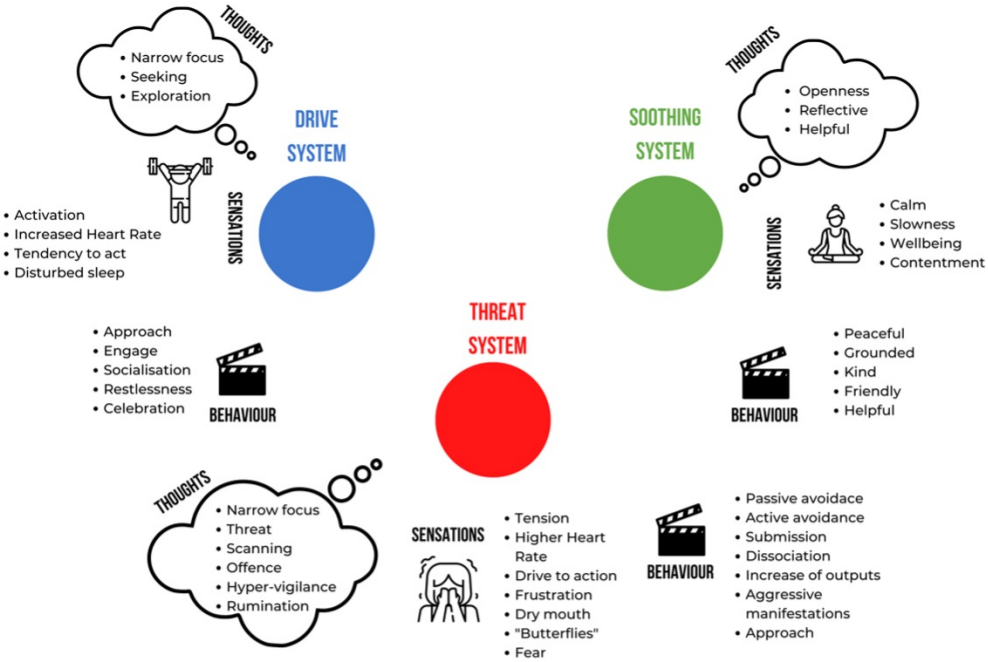 THOUGHTS
• Narrow focus
• Seeking
• Exploration
DRIVE
SYSTEM
SENSATIONS
• Activation
• Increased Heart Rate
• Tendency to act
• Disturbed sleep
• Approach
• Engage
• Socialisation
• Restlessness
• Celebration
BEHAVIOUR
THOUGHTS
• Openness
• Reflective
• Helpful
SOOTHING
SYSTEM
SENSATIONS
• Calm
• Slowness
• Wellbeing
• Contentment
BEHAVIOUR
• Peaceful
• Grounded
• Kind
• Friendly
• Helpful
THREAT
SYSTEM
THOUGHTS
• Narrow focus
• Threat
• Scanning
• Offence
• Hyper-vigilance
• Rumination
SENSATIONS
• Tension
• Higher Heart
Rate
• Drive to action
• Frustration
• Dry mouth
• "Butterflies"
• Fear
BEHAVIOUR
• Passive avoidace
• Active avoidance
• Submission
• Dissociation
• Increase of outputs
• Aggressive
manifestations
• Approach